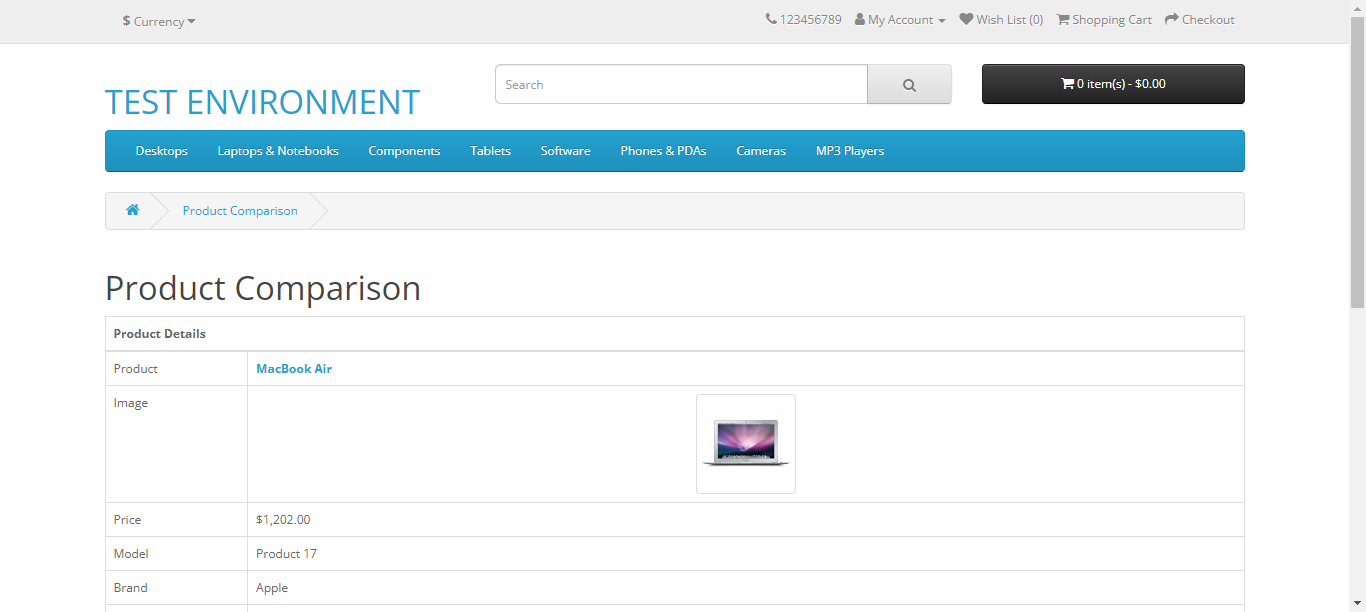 $ Currency
123456789 My Account Wish List (0) Shopping Cart Checkout
TEST ENVIRONMENT
Search
0 item(s) - $0.00
Desktops Laptops & Notebooks Components Tablets Software Phones & PDAs Cameras MP3 Players
Product Comparison
Product Comparison
Product Details
Product MacBook Air
Image
Price $1,202.00
Model Product 17
Brand Apple